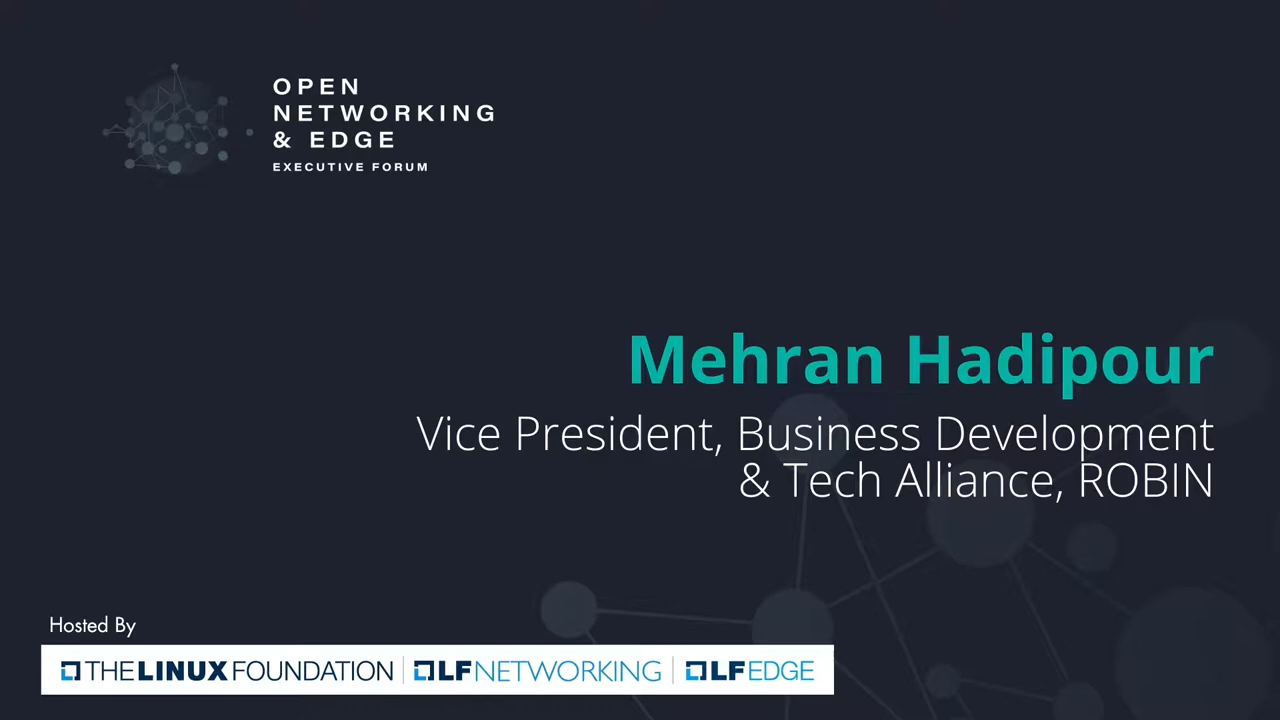 OPEN
NETWORKING
& EDGE
EXECUTIVE FORUM
Mehran Hadipour
Vice President, Business Development
& Tech Alliance, ROBIN
Hosted By
THE LINUX FOUNDATION | LF NETWORKING | LF EDGE